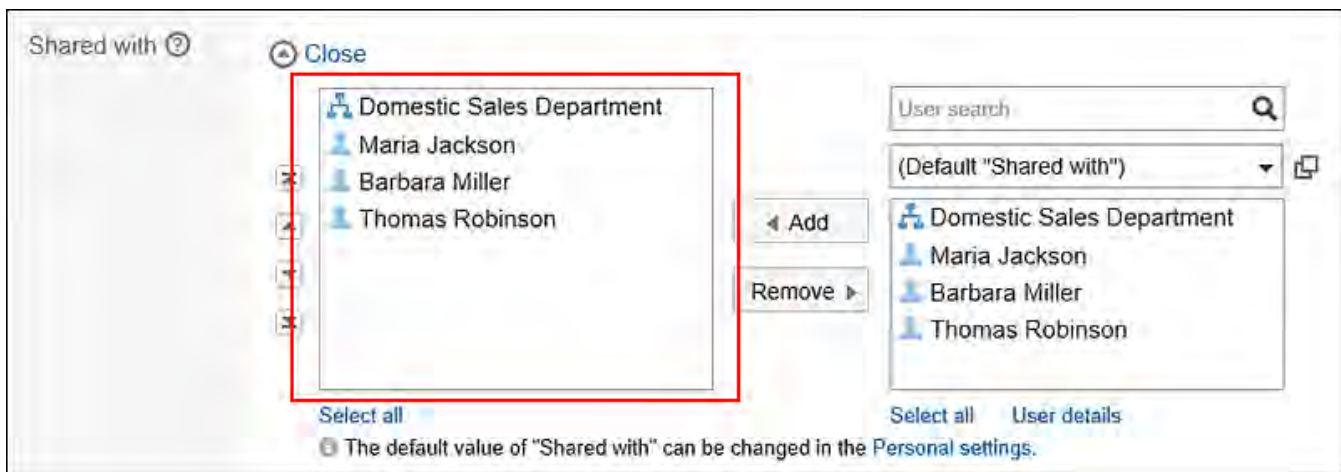 Shared with
Close
Domestic Sales Department
Maria Jackson
Barbara Miller
Thomas Robinson
Add
Remove
User search
(Default "Shared with")
Domestic Sales Department
Maria Jackson
Barbara Miller
Thomas Robinson
Select all
Select all User details
The default value of "Shared with" can be changed in the Personal settings.